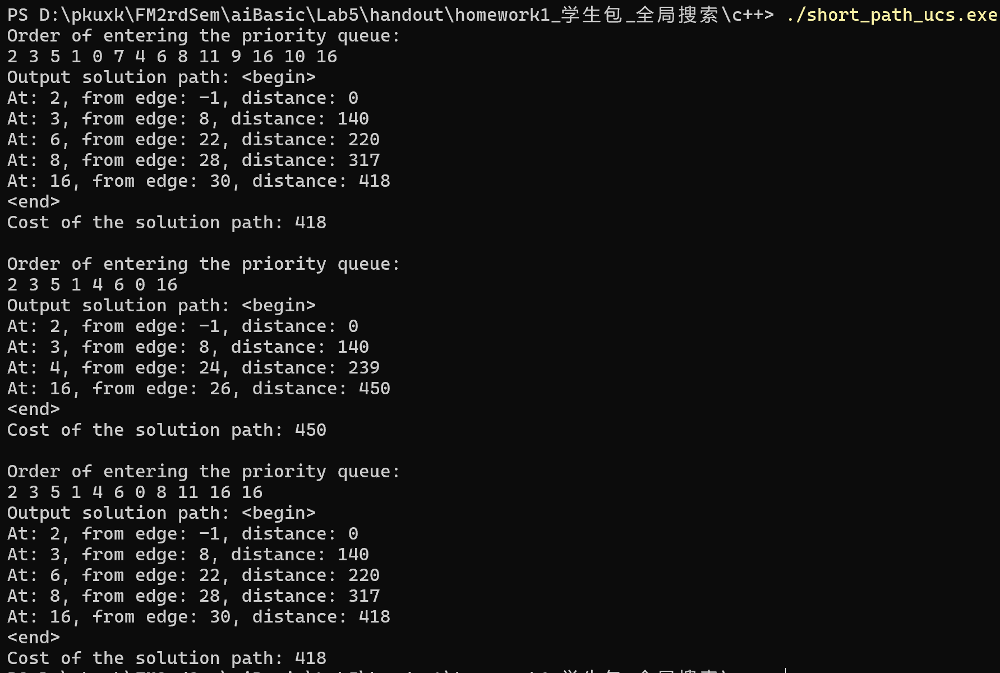 PS D:\pkuxk\FM2rdSem\aiBasic\Lab5\handout\homework1_学生包_全局搜索\c++> ./short_path_ucs.exe
Order of entering the priority queue:
2 3 5 1 0 7 4 6 8 11 9 16 10 16
Output solution path: <begin>
At: 2, from edge: -1, distance: 0
At: 3, from edge: 8, distance: 140
At: 6, from edge: 22, distance: 220
At: 8, from edge: 28, distance: 317
At: 16, from edge: 30, distance: 418
<end>
Cost of the solution path: 418
Order of entering the priority queue:
2 3 5 1 4 6 0 16
Output solution path: <begin>
At: 2, from edge: -1, distance: 0
At: 3, from edge: 8, distance: 140
At: 4, from edge: 24, distance: 239
At: 16, from edge: 26, distance: 450
<end>
Cost of the solution path: 450
Order of entering the priority queue:
2 3 5 1 4 6 0 8 11 16 16
Output solution path: <begin>
At: 2, from edge: -1, distance: 0
At: 3, from edge: 8, distance: 140
At: 6, from edge: 22, distance: 220
At: 8, from edge: 28, distance: 317
At: 16, from edge: 30, distance: 418
<end>
Cost of the solution path: 418